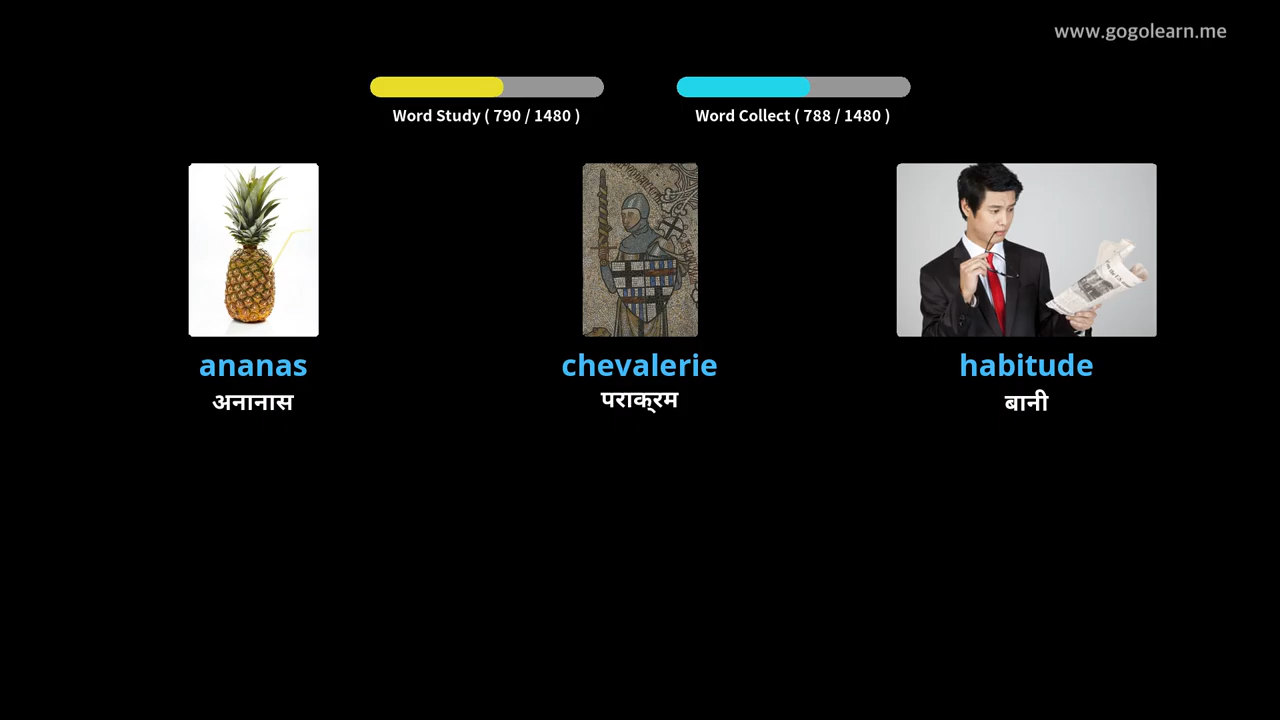 www.gogolearn.me
Word Study ( 790 / 1480 )
Word Collect ( 788 / 1480 )
ananas
अनानास
chevalerie
पराक्रम
habitude
बानी